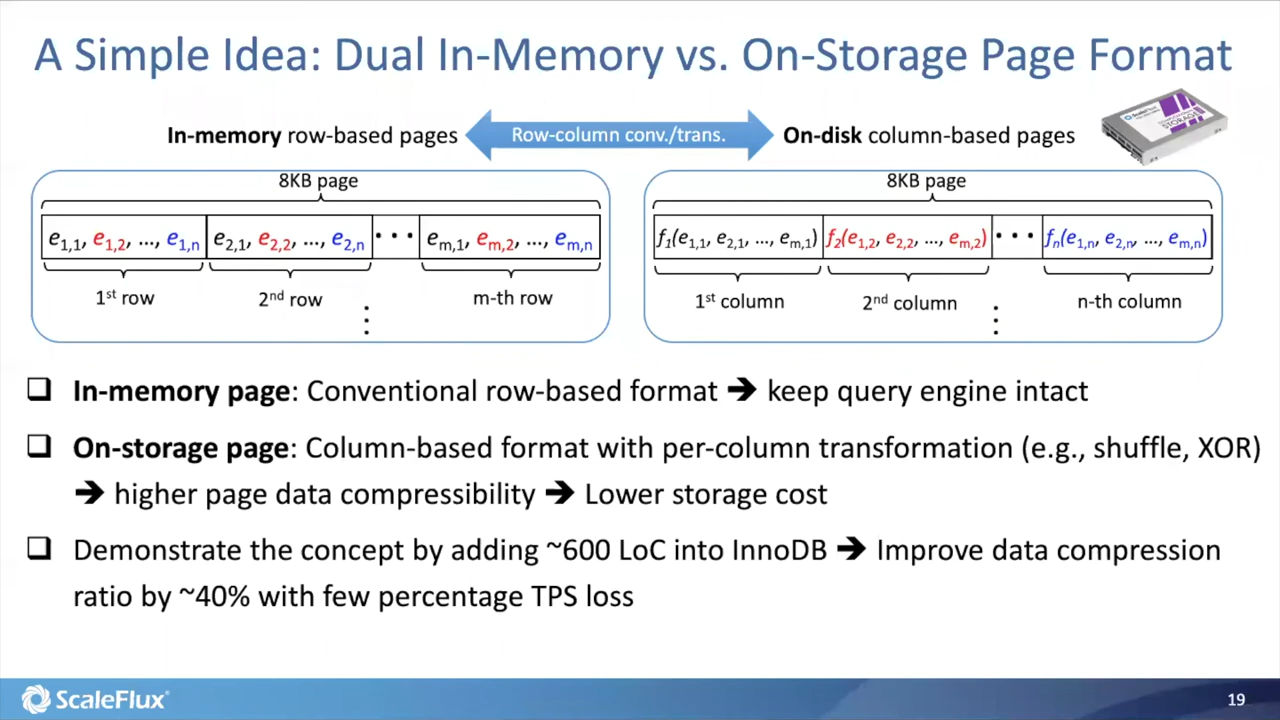 A Simple Idea: Dual In-Memory vs. On-Storage Page Format
In-memory row-based pages
Row-column conv./trans.
On-disk column-based pages
8KB page
e1,1, e1,2, ..., e1,n
e2,1, e2,2, ..., e2,n
• • •
em,1, em,2, ..., em,n
1st row
2nd row
m-th row
8KB page
f1(e1,1, e2,1, ..., em,1)
f2(e1,2, e2,2, ..., em,2)
• • •
fn(e1,n, e2,n, ..., em,n)
1st column
2nd column
n-th column
❑ In-memory page: Conventional row-based format ➔ keep query engine intact
❑ On-storage page: Column-based format with per-column transformation (e.g., shuffle, XOR)
➔ higher page data compressibility ➔ Lower storage cost
❑ Demonstrate the concept by adding ~600 LoC into InnoDB ➔ Improve data compression
ratio by ~40% with few percentage TPS loss
ScaleFlux
19